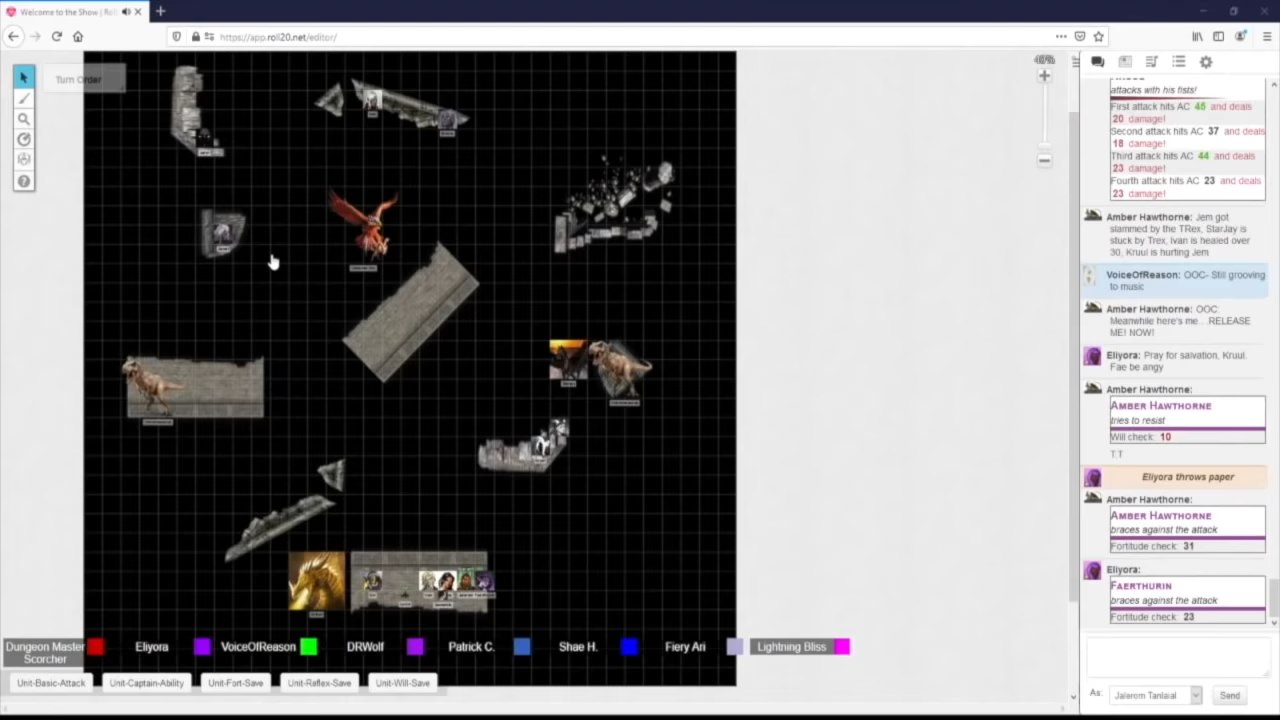 Welcome to the Show | Rol
https://app.roll20.net/editor/
Turn Order
attacks with his fists!
First attack hits AC 45 and deals
20 damage!
Second attack hits AC 37 and deals
18 damage!
Third attack hits AC 44 and deals
23 damage!
Fourth attack hits AC 23 and deals
23 damage!
Amber Hawthorne: Jem got
slammed by the TRex, StarJay is
stuck by Trex, Ivan is healed over
30, Kruul is hurting Jem
VoiceOfReason: OOC- Still grooving
to music
Amber Hawthorne: OOC:
Meanwhile here's me...RELEASE
ME! NOW!
Eliyora: Pray for salvation, Kruul.
Fae be angy
Amber Hawthorne:
AMBER HAWTHORNE
tries to resist
Will check: 10
T.T
Eliyora throws paper
Amber Hawthorne:
AMBER HAWTHORNE
braces against the attack
Fortitude check: 31
Eliyora:
FAERTHURIN
braces against the attack
Fortitude check: 23
Dungeon Master
Scorcher
Eliyora
VoiceOfReason
DRWolf
Patrick C.
Shae H.
Fiery Ari
Lightning Bliss
Unit-Basic-Attack
Unit-Captain-Ability
Unit-Fort-Save
Unit-Reflex-Save
Unit-Will-Save
As:
Jalerom Tanlaial
Send